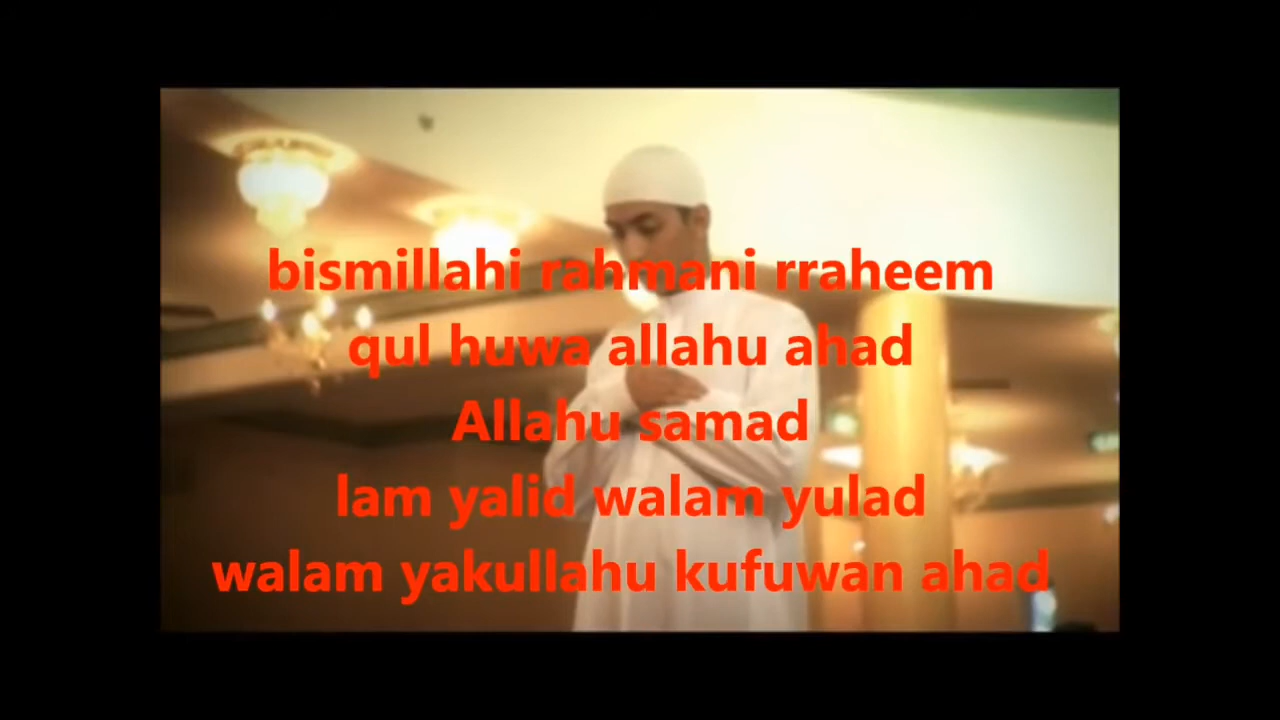 bismillahi rahmani rraheem
qul huwa allahu ahad
Allahu samad
lam yalid walam yulad
walam yakullahu kufuwan ahad